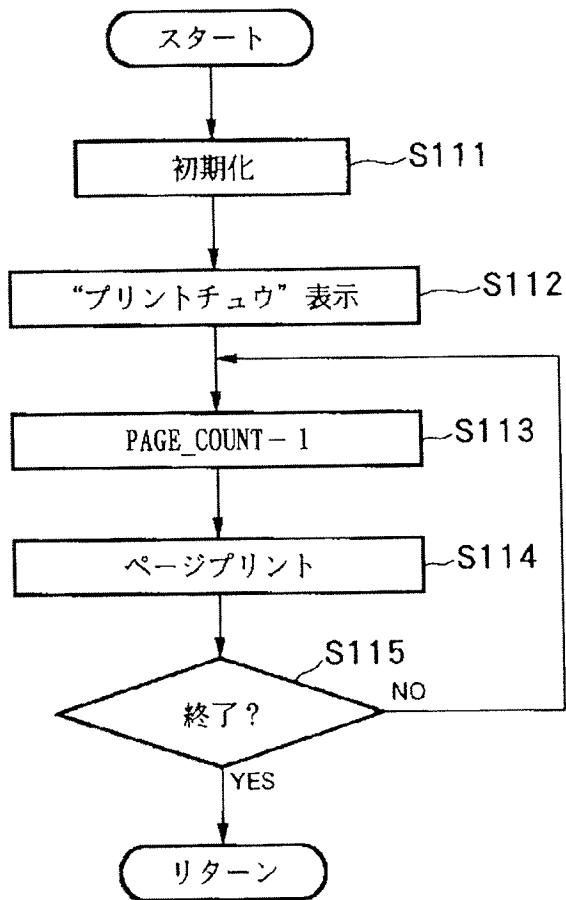 スタート
初期化
S111
“プリントチュウ” 表示
S112
PAGE_COUNT－1
S113
ページプリント
S114
S115
終了？
NO
YES
リターン